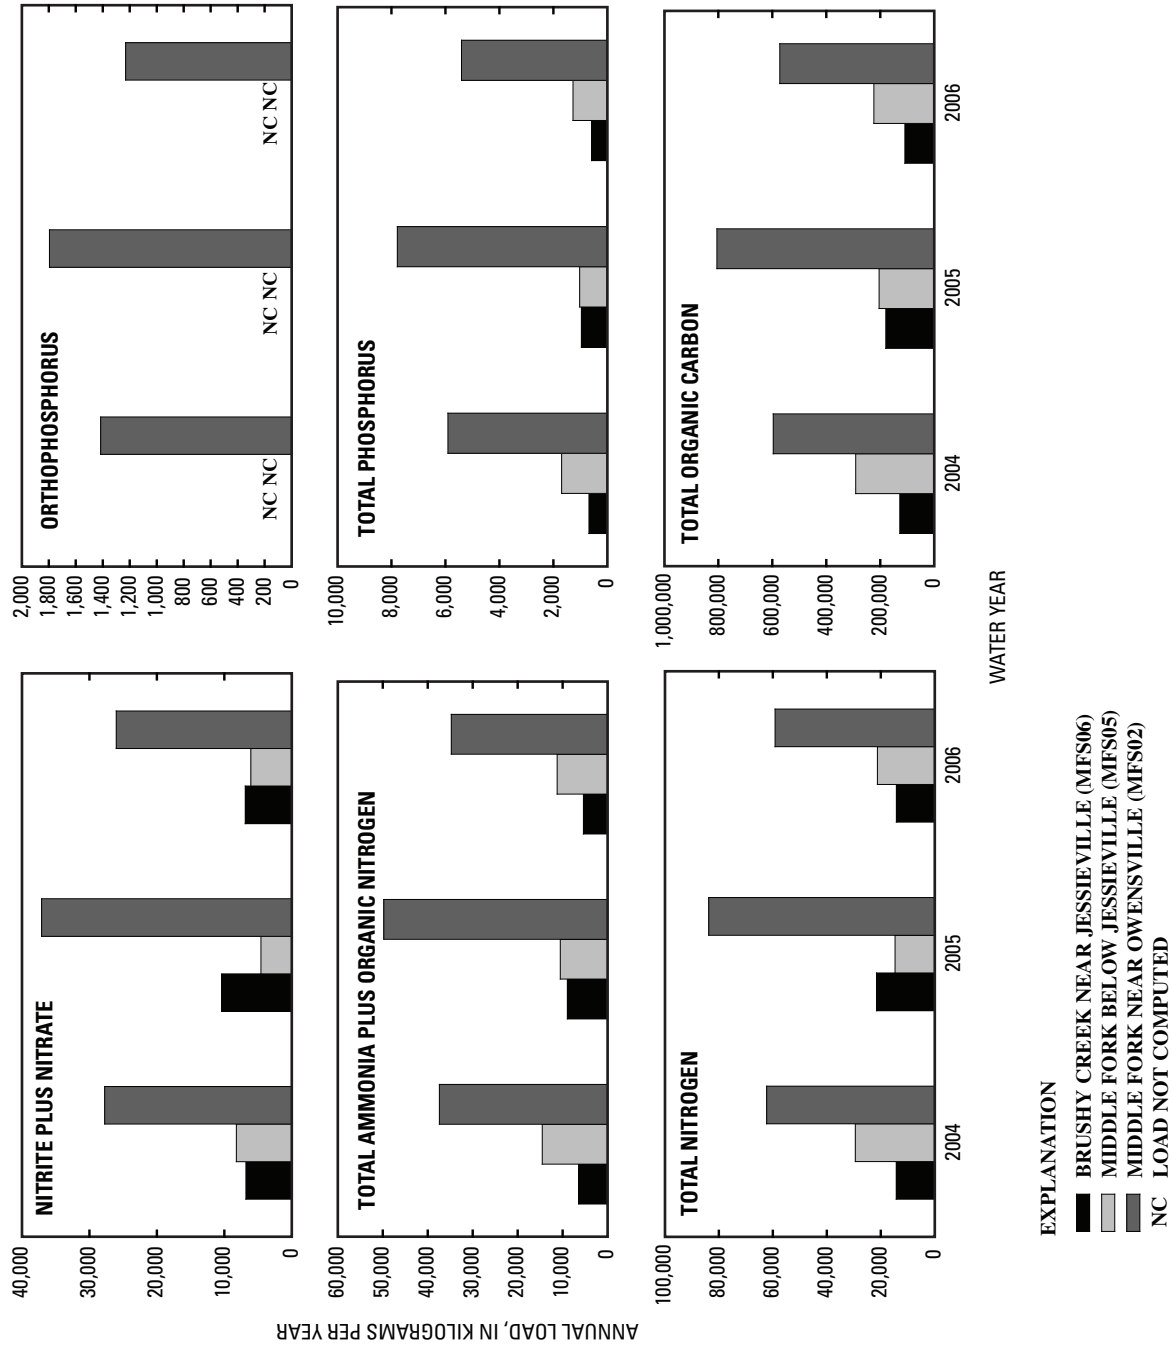 NITRITE PLUS NITRATE
40,000
30,000
20,000
10,000
0
ORTHOPHOSPHORUS
2,000
1,800
1,600
1,400
1,200
1,000
800
600
400
200
0
NC NC
NC NC
NC NC
TOTAL AMMONIA PLUS ORGANIC NITROGEN
60,000
50,000
40,000
30,000
20,000
10,000
0
TOTAL PHOSPHORUS
10,000
8,000
6,000
4,000
2,000
0
TOTAL NITROGEN
100,000
80,000
60,000
40,000
20,000
0
2004
2005
2006
TOTAL ORGANIC CARBON
1,000,000
800,000
600,000
400,000
200,000
0
2004
2005
2006
ANNUAL LOAD, IN KILOGRAMS PER YEAR
WATER YEAR
EXPLANATION
BRUSHY CREEK NEAR JESSIEVILLE (MFS06)
MIDDLE FORK BELOW JESSIEVILLE (MFS05)
MIDDLE FORK NEAR OWENSVILLE (MFS02)
NC LOAD NOT COMPUTED